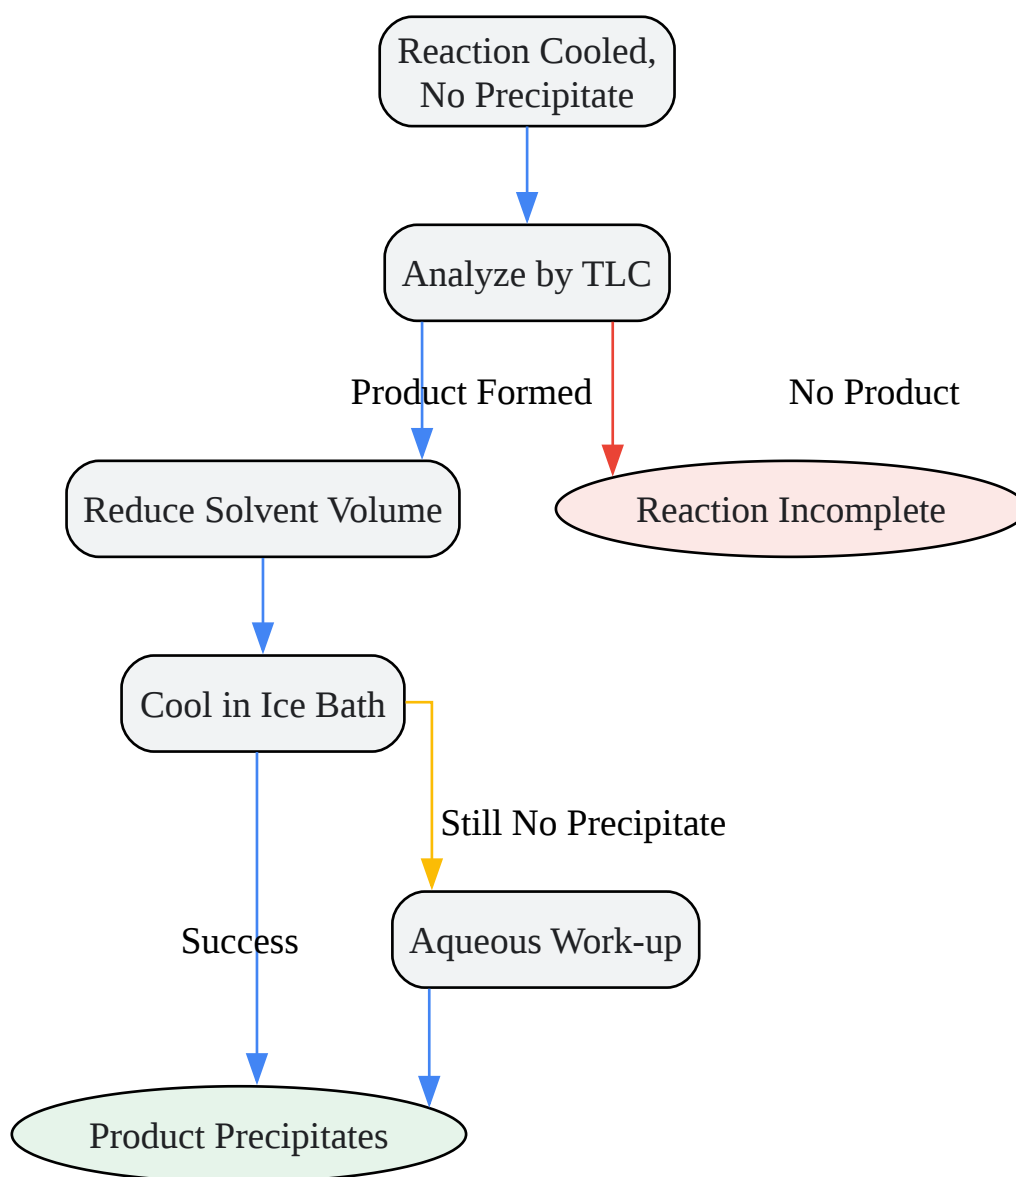 Reaction Cooled,
No Precipitate
Analyze by TLC
Product Formed
No Product
Reduce Solvent Volume
Reaction Incomplete
Cool in Ice Bath
Still No Precipitate
Success
Aqueous Work-up
Product Precipitates